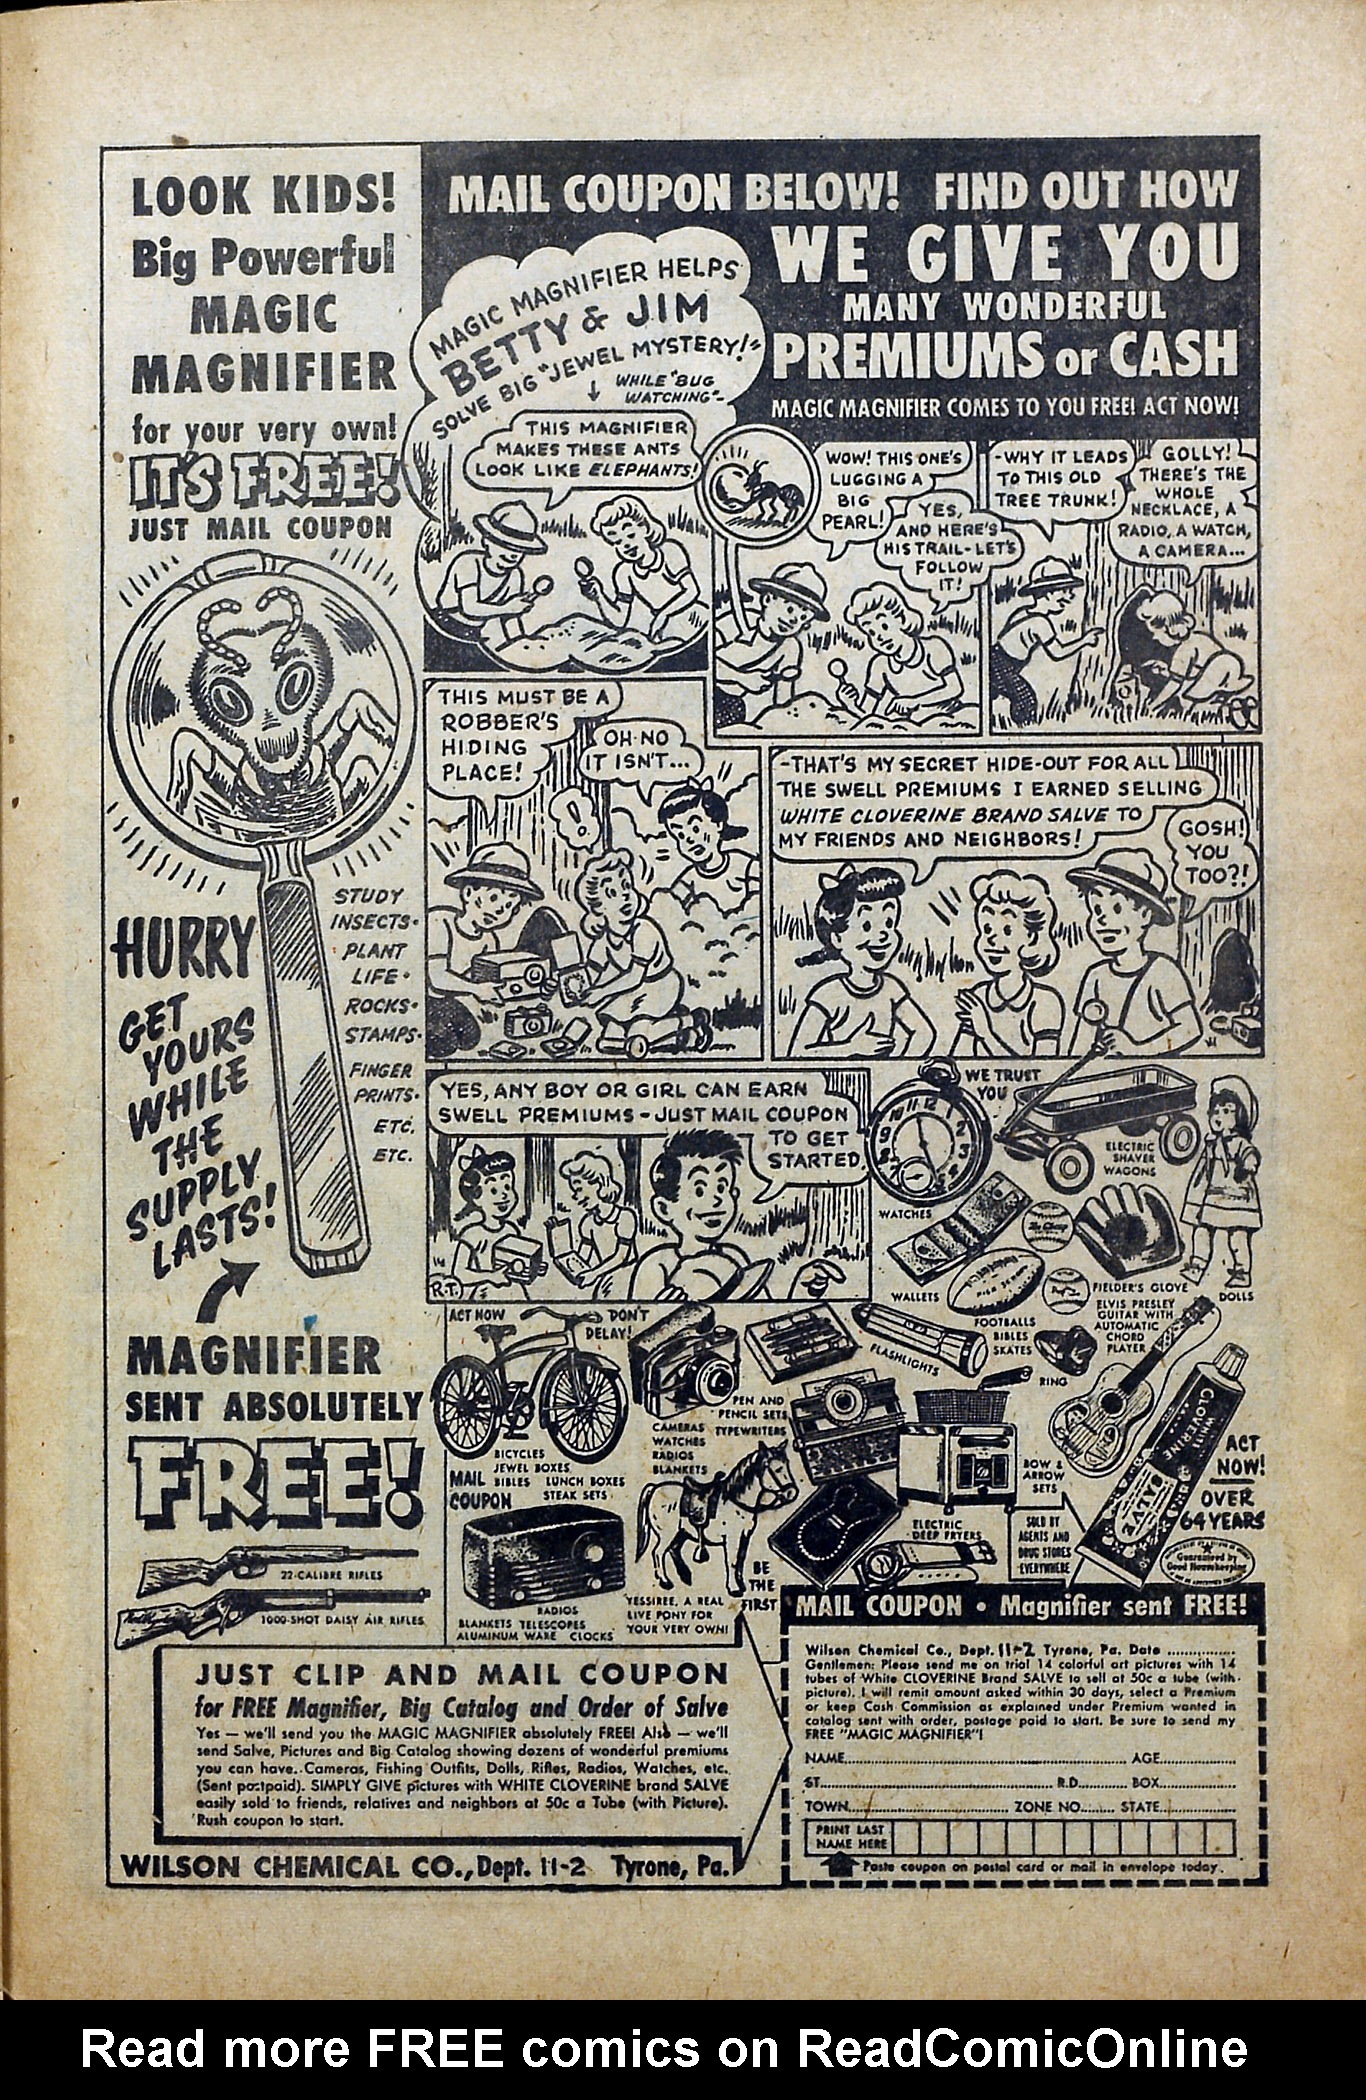 LOOK KIDS!
Big Powerful
MAGIC
MAGNIFIER
for your very own!
IT'S FREE!
JUST MAIL COUPON
MAIL COUPON BELOW! FIND OUT HOW
WE GIVE YOU
MANY WONDERFUL
PREMIUMS or CASH
MAGIC MAGNIFIER COMES TO YOU FREE! ACT NOW!
MAGIC MAGNIFIER HELPS
BETTY & JIM
SOLVE BIG "JEWEL MYSTERY!"
WHILE "BUG
WATCHING"-
THIS MAGNIFIER
MAKES THESE ANTS
LOOK LIKE ELEPHANTS!
WOW! THIS ONE'S
LUGGING A
BIG
PEARL!
YES,
AND HERE'S
HIS TRAIL-LET'S
FOLLOW
IT!
-WHY IT LEADS
TO THIS OLD
TREE TRUNK!
GOLLY!
THERE'S THE
WHOLE
NECKLACE, A
RADIO, A WATCH,
A CAMERA...
THIS MUST BE A
ROBBER'S
HIDING
PLACE!
OH-NO
IT ISN'T...
!
-THAT'S MY SECRET HIDE-OUT FOR ALL
THE SWELL PREMIUMS I EARNED SELLING
WHITE CLOVERINE BRAND SALVE TO
MY FRIENDS AND NEIGHBORS!
GOSH!
YOU
TOO?!
YES, ANY BOY OR GIRL CAN EARN
SWELL PREMIUMS - JUST MAIL COUPON
TO GET
STARTED.
R.T.
HURRY
GET
YOURS
WHILE
THE
SUPPLY
LASTS!
STUDY
INSECTS.
PLANT
LIFE.
ROCKS.
STAMPS.
FINGER
PRINTS.
ETC.
ETC.
MAGNIFIER
SENT ABSOLUTELY
FREE!
22-CALIBRE RIFLES
1000-SHOT DAISY AIR RIFLES
WE TRUST
YOU
ELECTRIC
SHAVER
WAGONS
WATCHES
WALLETS
FOOTBALLS
BIBLES
SKATES
FIELDER'S GLOVE
DOLLS
ELVIS PRESLEY
GUITAR WITH
AUTOMATIC
CHORD
PLAYER
RING
FLASHLIGHTS
ACT NOW
DON'T
DELAY!
PEN AND
PENCIL SETS
TYPEWRITERS
CAMERAS
WATCHES
RADIOS
BLANKETS
BICYCLES
JEWEL BOXES
BIBLES LUNCH BOXES
STEAK SETS
MAIL
COUPON
RADIOS
BLANKETS TELESCOPES
ALUMINUM WARE CLOCKS
YESSIREE, A REAL
LIVE PONY FOR
YOUR VERY OWN!
BE
THE
FIRST
ELECTRIC
DEEP FRYERS
BOW &
ARROW
SETS
SOLD BY
AGENTS AND
DRUG STORES
EVERYWHERE
WHITE
CLOVERINE
BRAND
SALVE
ACT
NOW!
OVER
64 YEARS
Guaranteed by
Good Housekeeping
JUST CLIP AND MAIL COUPON
for FREE Magnifier, Big Catalog and Order of Salve
Yes — we'll send you the MAGIC MAGNIFIER absolutely FREE! Also — we'll
send Salve, Pictures and Big Catalog showing dozens of wonderful premiums
you can have. Cameras, Fishing Outfits, Dolls, Rifles, Radios, Watches, etc.
(Sent postpaid). SIMPLY GIVE pictures with WHITE CLOVERINE brand SALVE
easily sold to friends, relatives and neighbors at 50c a Tube (with Picture).
Rush coupon to start.
WILSON CHEMICAL CO., Dept. 11-2 Tyrone, Pa.
MAIL COUPON • Magnifier sent FREE!
Wilson Chemical Co., Dept. 11-2 Tyrone, Pa. Date
Gentlemen: Please send me on trial 14 colorful art pictures with 14
tubes of White CLOVERINE Brand SALVE to sell at 50c a tube (with
picture). I will remit amount asked within 30 days, select a Premium
or keep Cash Commission as explained under Premium wanted in
catalog sent with order, postage paid to start. Be sure to send my
FREE "MAGIC MAGNIFIER"!
NAME AGE
ST. R.D. BOX
TOWN ZONE NO. STATE
PRINT LAST
NAME HERE
Paste coupon on postal card or mail in envelope today.
Read more FREE comics on ReadComicOnline